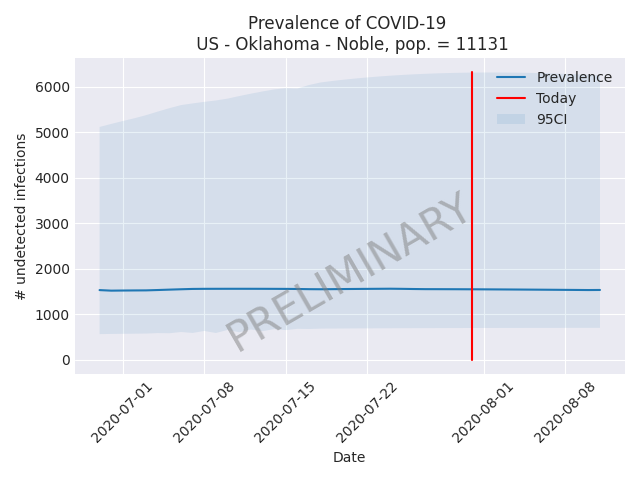 Prevalence of COVID-19
US - Oklahoma - Noble, pop. = 11131
Prevalence
Today
95CI
PRELIMINARY
# undetected infections
6000
5000
4000
3000
2000
1000
0
2020-07-01
2020-07-08
2020-07-15
2020-07-22
2020-08-01
2020-08-08
Date